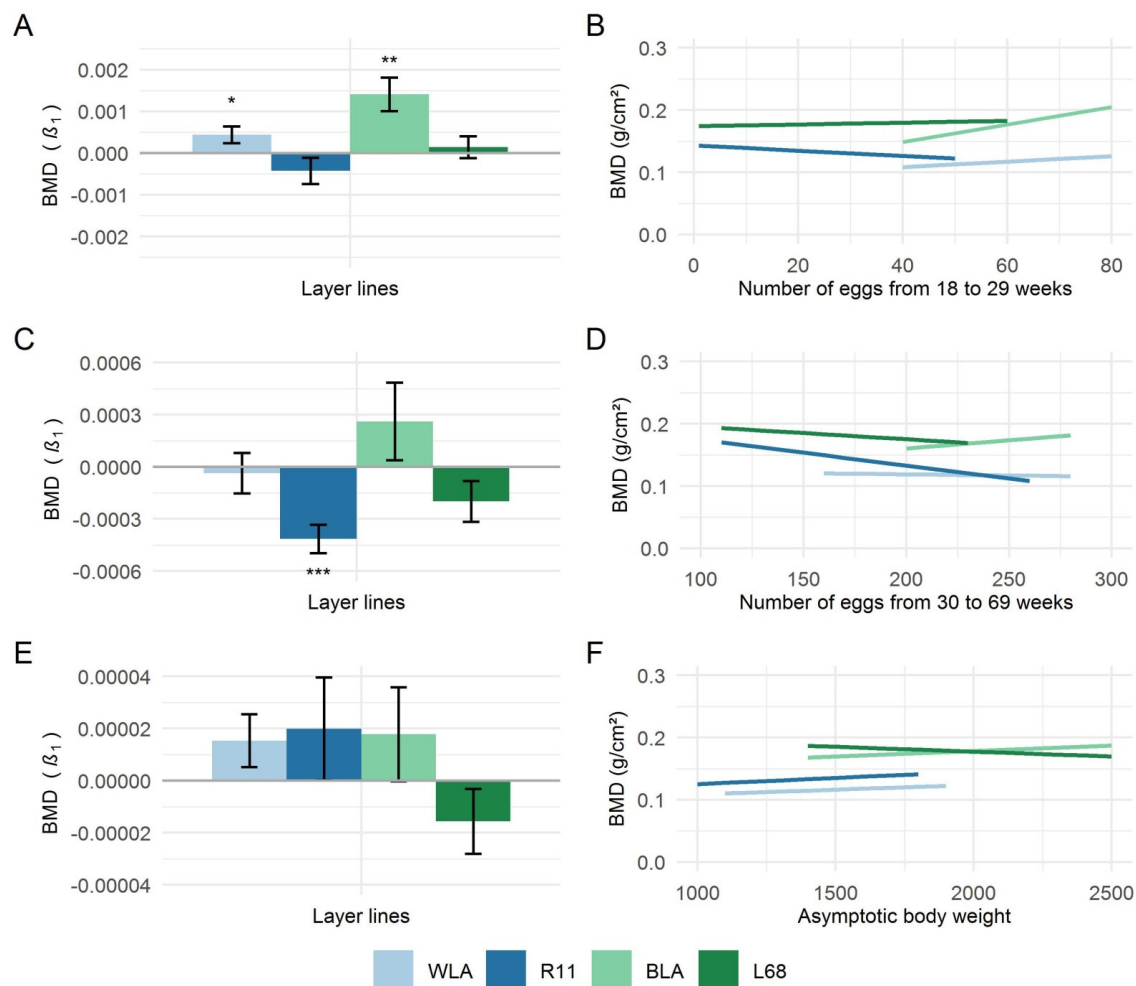 A
0.002
0.001
0.000
-0.001
-0.002
BMD ( ß₁ )
*
**
Layer lines
B
0.3
0.2
0.1
0.0
BMD (g/cm²)
0 20 40 60 80
Number of eggs from 18 to 29 weeks
C
0.0006
0.0003
0.0000
-0.0003
-0.0006
BMD ( ß₁ )
***
Layer lines
D
0.3
0.2
0.1
0.0
BMD (g/cm²)
100 150 200 250 300
Number of eggs from 30 to 69 weeks
E
0.00004
0.00002
0.00000
-0.00002
-0.00004
BMD ( ß₁ )
Layer lines
F
0.3
0.2
0.1
0.0
BMD (g/cm²)
1000 1500 2000 2500
Asymptotic body weight
WLA R11 BLA L68